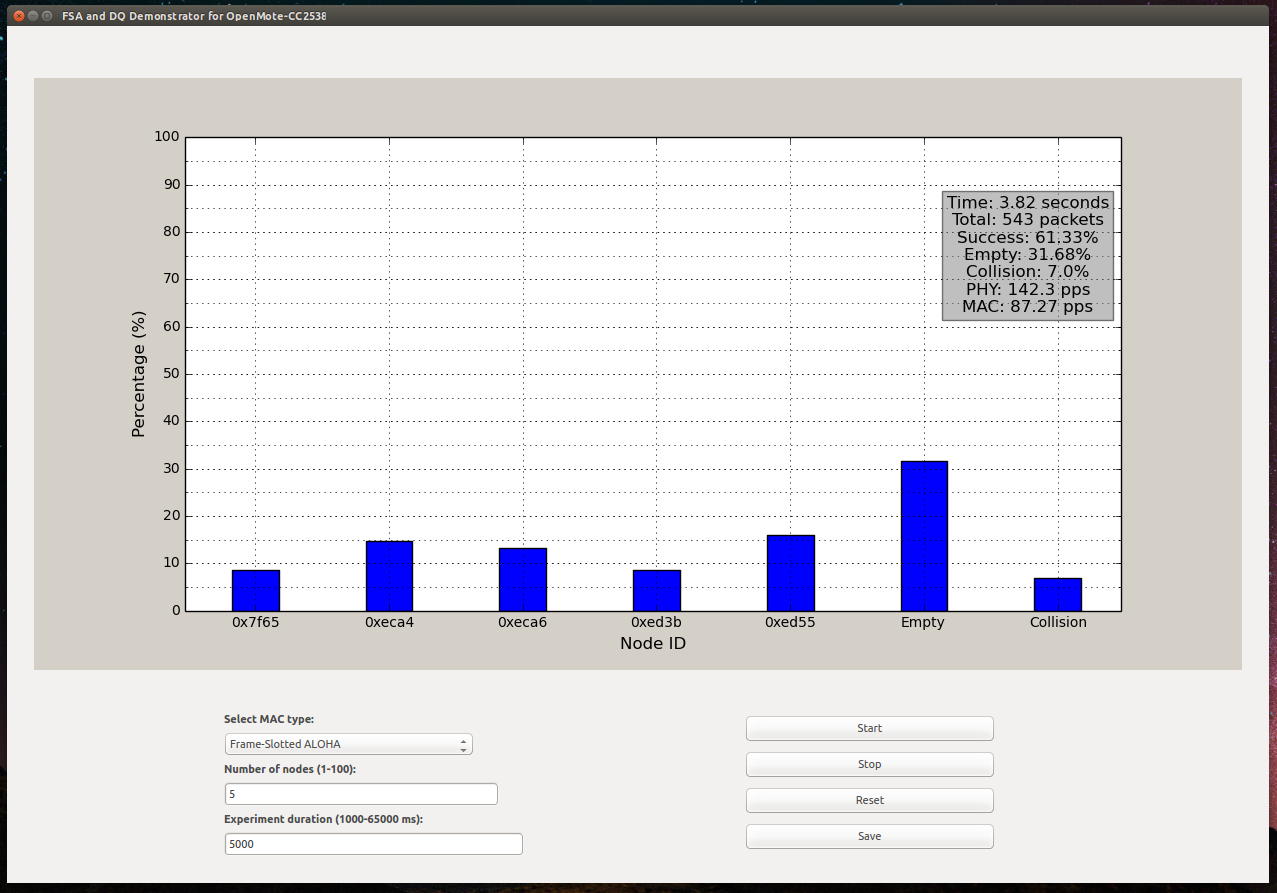 FSA and DQ Demonstrator for OpenMote-CC2538
100
90
80
70
60
50
40
30
20
10
0
Percentage (%)
Time: 3.82 seconds
Total: 543 packets
Success: 61.33%
Empty: 31.68%
Collision: 7.0%
PHY: 142.3 pps
MAC: 87.27 pps
0x7f65 0xeca4 0xeca6 0xed3b 0xed55 Empty Collision
Node ID
Select MAC type:
Frame-Slotted ALOHA
Number of nodes (1-100):
5
Experiment duration (1000-65000 ms):
5000
Start
Stop
Reset
Save